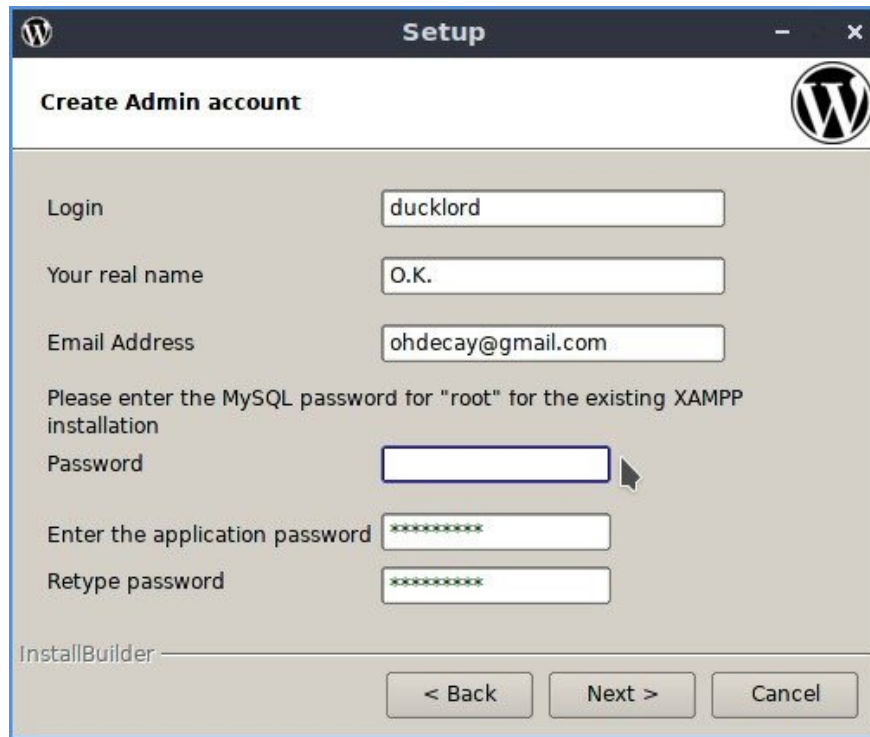 Setup
Create Admin account
Login
ducklord
Your real name
O.K.
Email Address
ohdecay@gmail.com
Please enter the MySQL password for "root" for the existing XAMPP
installation
Password
Enter the application password
*********
Retype password
*********
InstallBuilder
< Back
Next >
Cancel